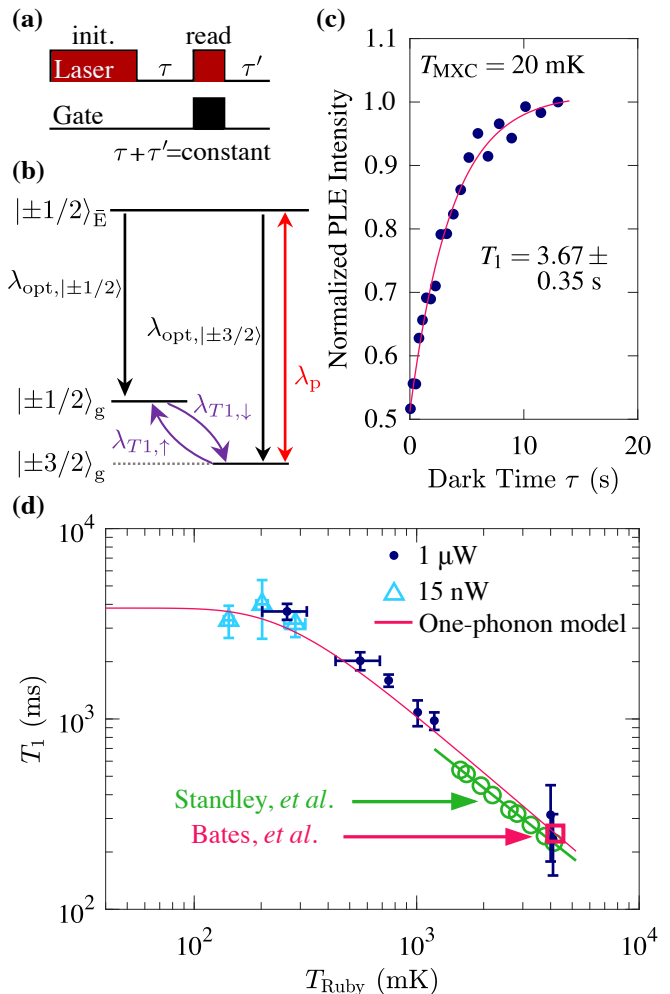 (a)
init.
read
Laser
τ
τ′
Gate
τ+τ′=constant
(b)
|±1/2⟩Ē
λopt,|±1/2⟩
λopt,|±3/2⟩
λp
|±1/2⟩g
λT1,↓
λT1,↑
|±3/2⟩g
(c)
1.1
1.0
0.9
0.8
0.7
0.6
0.5
Normalized PLE Intensity
TMXC = 20 mK
T1 = 3.67 ±
0.35 s
0
10
20
Dark Time τ (s)
(d)
10^4
10^3
10^2
T1 (ms)
1 µW
15 nW
One-phonon model
Standley, et al.
Bates, et al.
10^2
10^3
10^4
TRuby (mK)